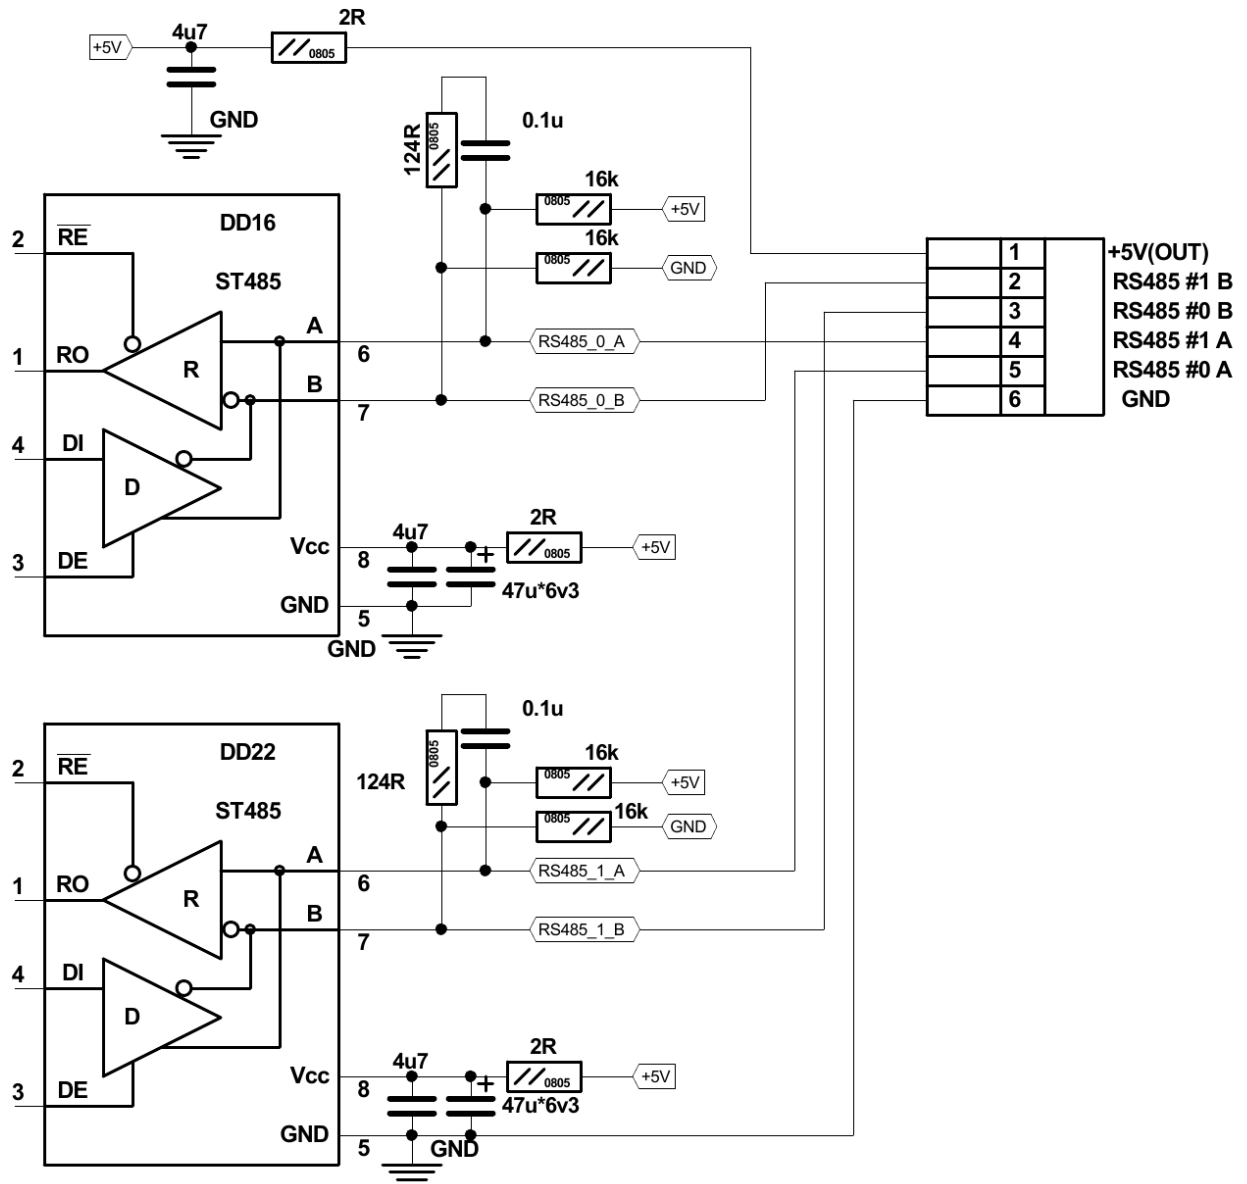 2R
4u7
+5V
0805
GND
0.1u
124R
0805
16k
0805
+5V
16k
0805
GND
DD16
ST485
2
RE
1
RO
R
A
6
B
7
4
DI
D
3
DE
Vcc
8
GND
5
RS485_0_A
RS485_0_B
4u7
2R
0805
+5V
+
47u*6v3
GND
1
+5V(OUT)
2
RS485 #1 B
3
RS485 #0 B
4
RS485 #1 A
5
RS485 #0 A
6
GND
0.1u
124R
0805
16k
0805
+5V
16k
0805
GND
DD22
ST485
2
RE
1
RO
R
A
6
B
7
4
DI
D
3
DE
Vcc
8
GND
5
RS485_1_A
RS485_1_B
4u7
2R
0805
+5V
+
47u*6v3
GND